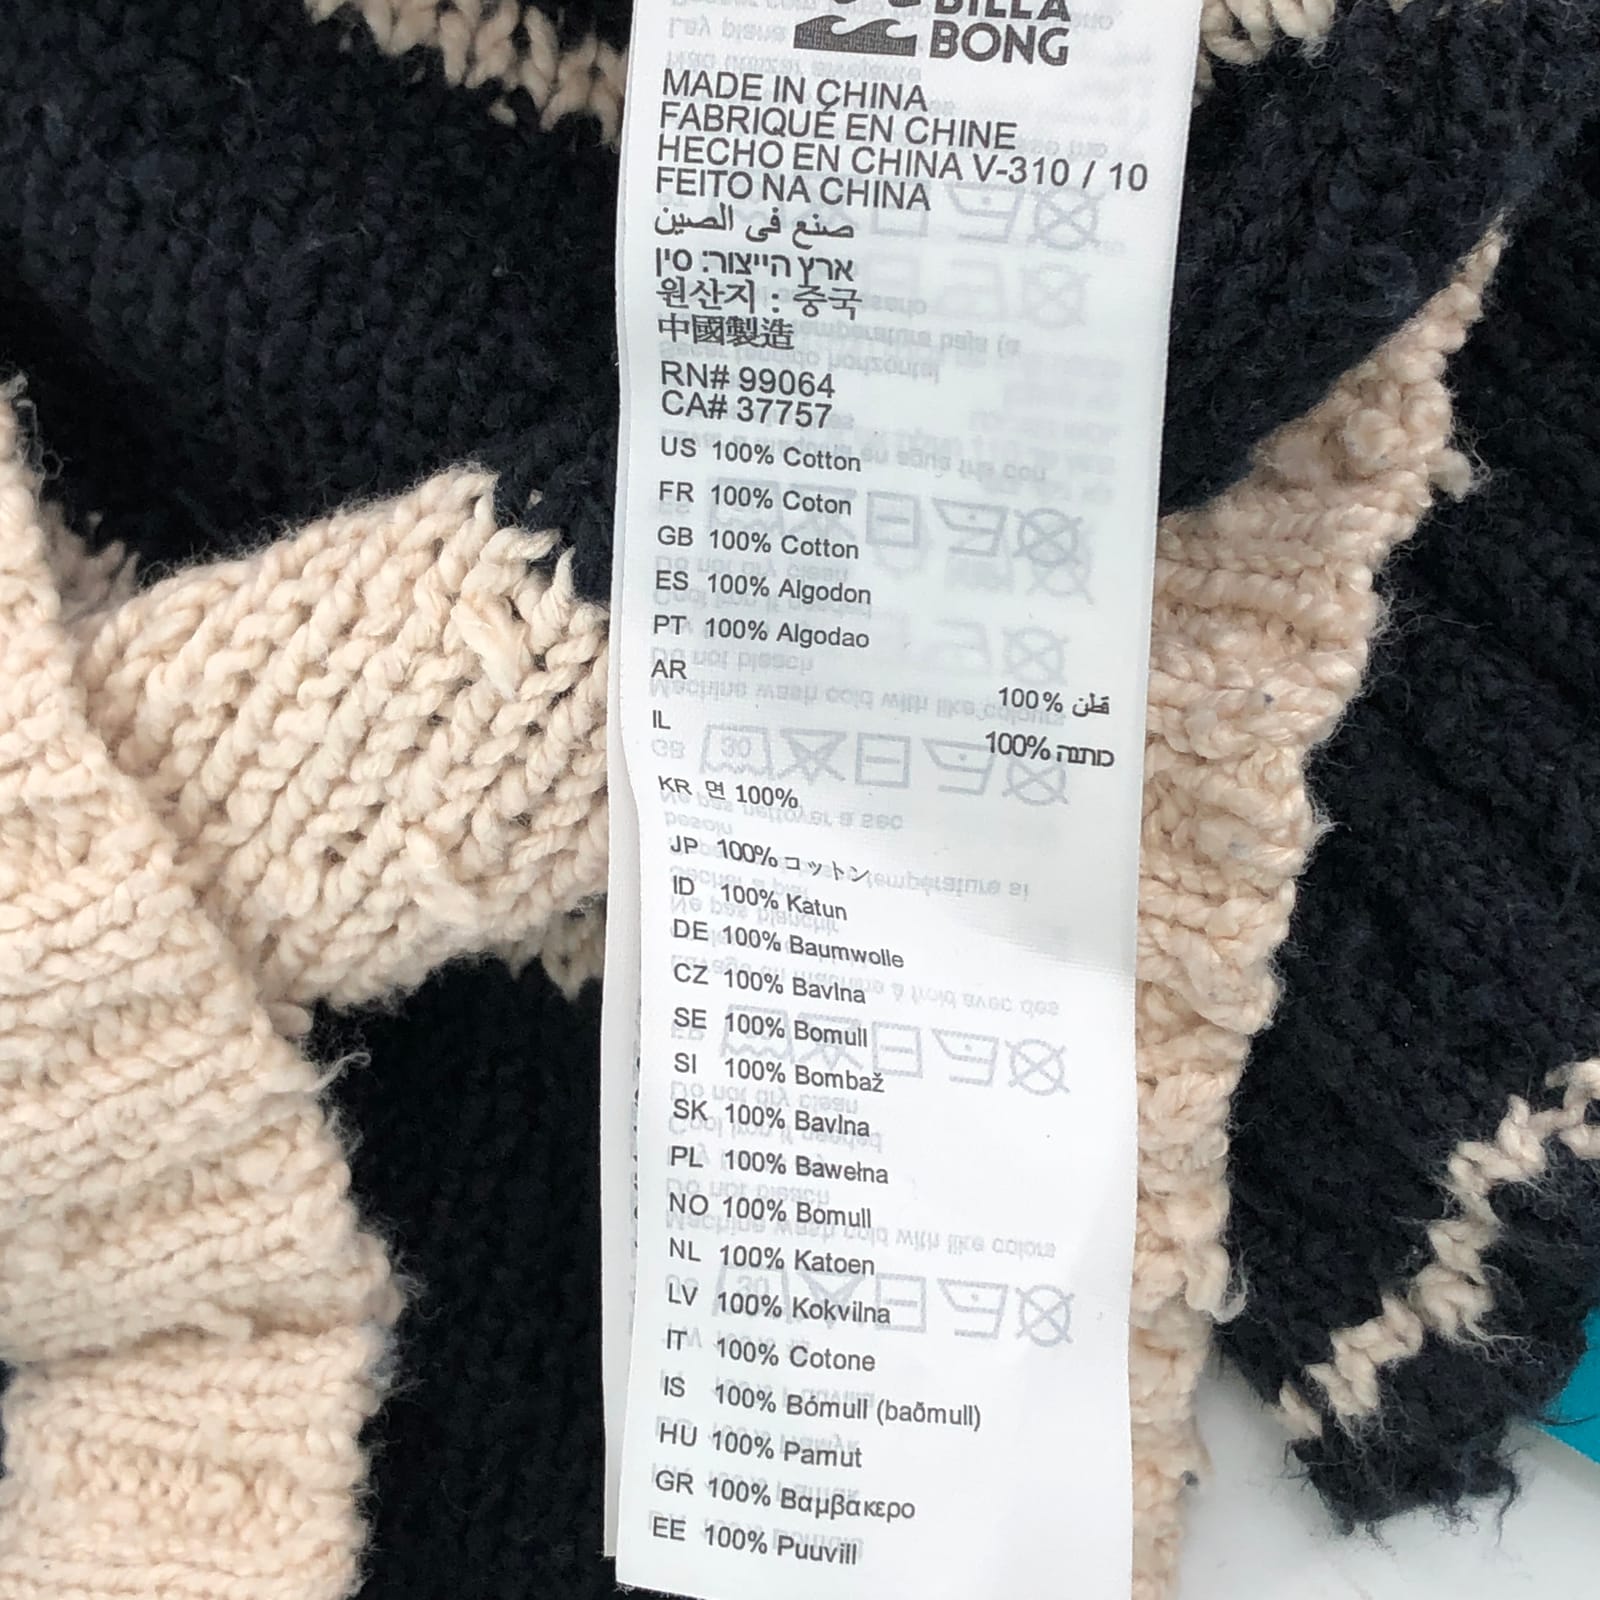 BILLA
BONG
MADE IN CHINA
FABRIQUÉ EN CHINE
HECHO EN CHINA V-310 / 10
FEITO NA CHINA
صنع في الصين
ארץ הייצור: סין
원산지 : 중국
中國製造
RN# 99064
CA# 37757
US 100% Cotton
FR 100% Coton
GB 100% Cotton
ES 100% Algodon
PT 100% Algodao
AR 100% قطن
IL 100% כותנה
KR 면 100%
JP 100% コットン
ID 100% Katun
DE 100% Baumwolle
CZ 100% Bavlna
SE 100% Bomull
SI 100% Bombaž
SK 100% Bavlna
PL 100% Bawełna
NO 100% Bomull
NL 100% Katoen
LV 100% Kokvilna
IT 100% Cotone
IS 100% Bómull (baðmull)
HU 100% Pamut
GR 100% Βαμβακερο
EE 100% Puuvill